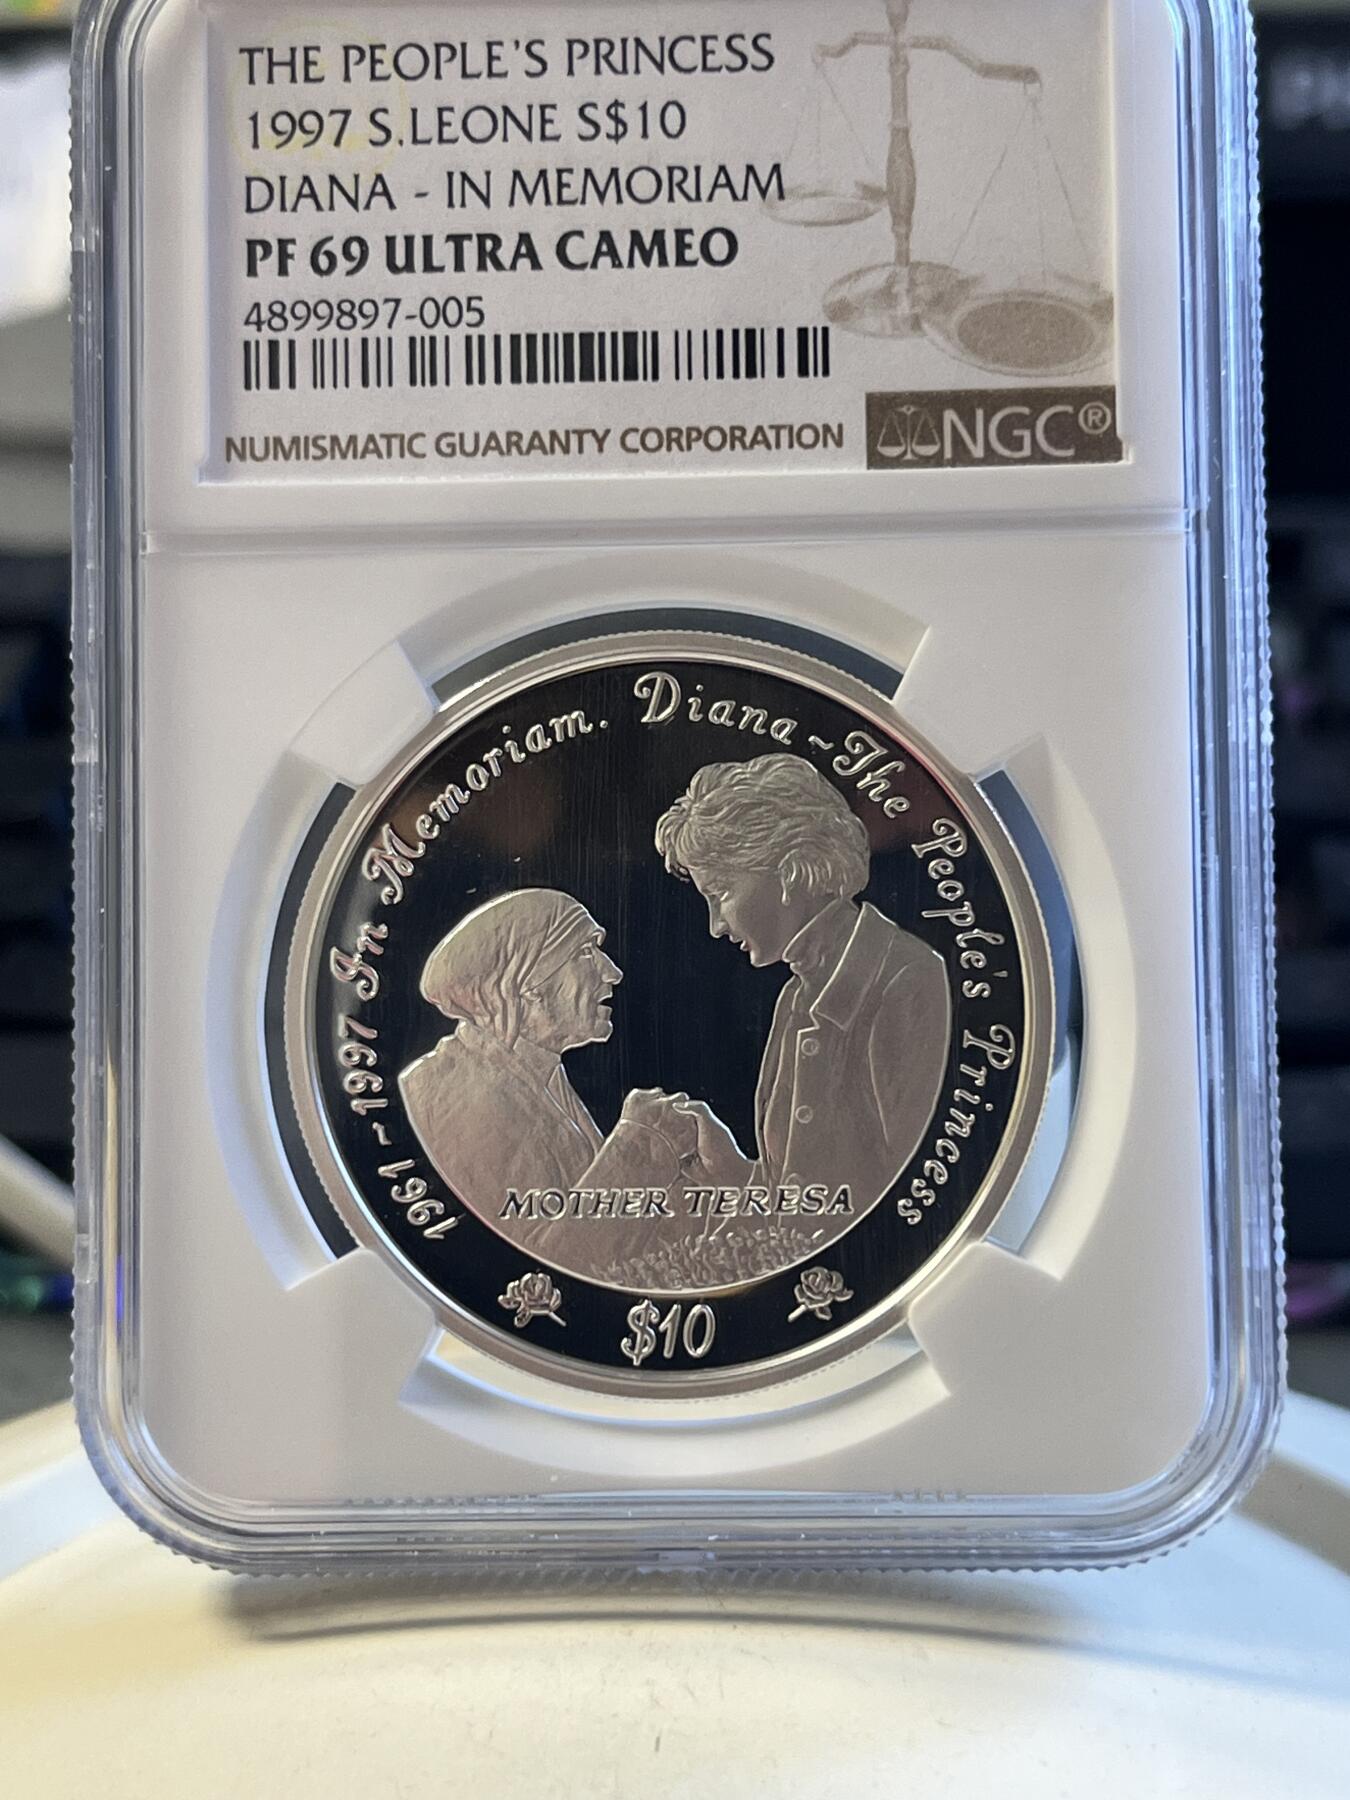 THE PEOPLE'S PRINCESS
1997 S.LEONE S$10
DIANA - IN MEMORIAM
PF 69 ULTRA CAMEO
4899897-005
NUMISMATIC GUARANTY CORPORATION
NGC®
1961~1997 In Memoriam. Diana~The People's Princess
MOTHER TERESA
$10